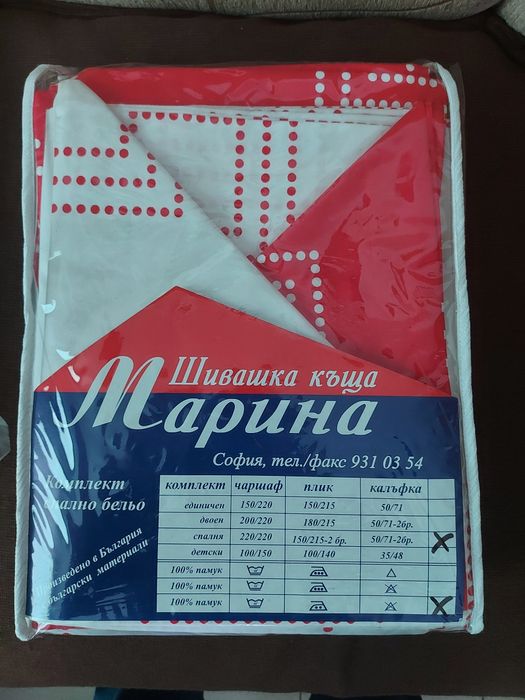 Шивашка къща
Марина
София, тел./факс 931 03 54
Комплект
спално бельо
Произведено в България
български материали
комплект чаршаф плик калъфка
единичен 150/220 150/215 50/71
двоен 200/220 180/215 50/71-2бр.
спалня 220/220 150/215-2 бр. 50/71-2бр. X
детски 100/150 100/140 35/48
100% памук
100% памук
100% памук X